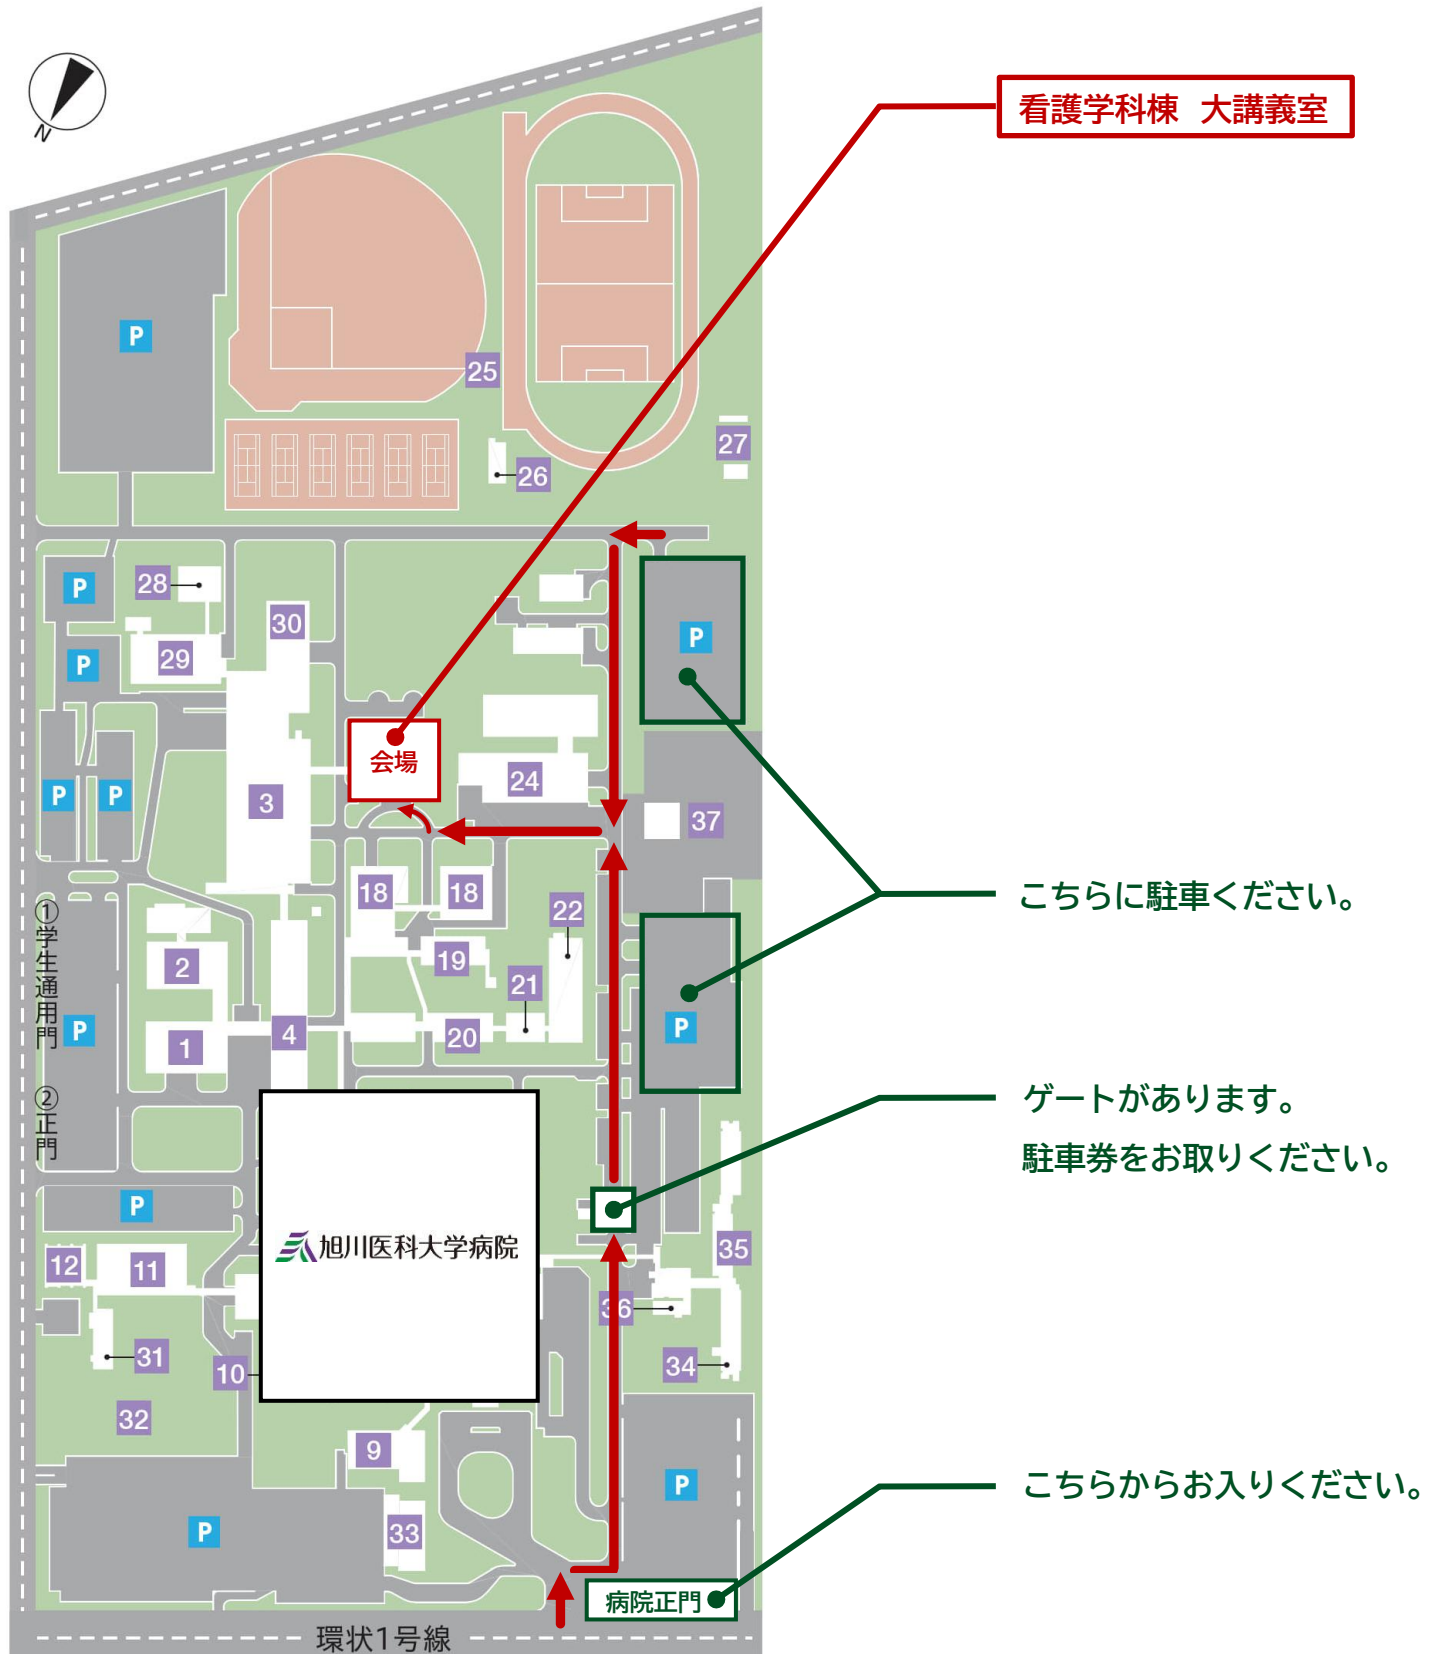 N
看護学科棟 大講義室
P
25
27
26
P
28
30
P
29
P
会場
24
P
P
3
37
18
18
22
こちらに駐車ください。
①学生通用門
2
19
21
P
1
4
20
P
②正門
ゲートがあります。
駐車券をお取りください。
P
旭川医科大学病院
12
11
35
36
31
10
34
32
9
P
こちらからお入りください。
P
33
病院正門
環状1号線